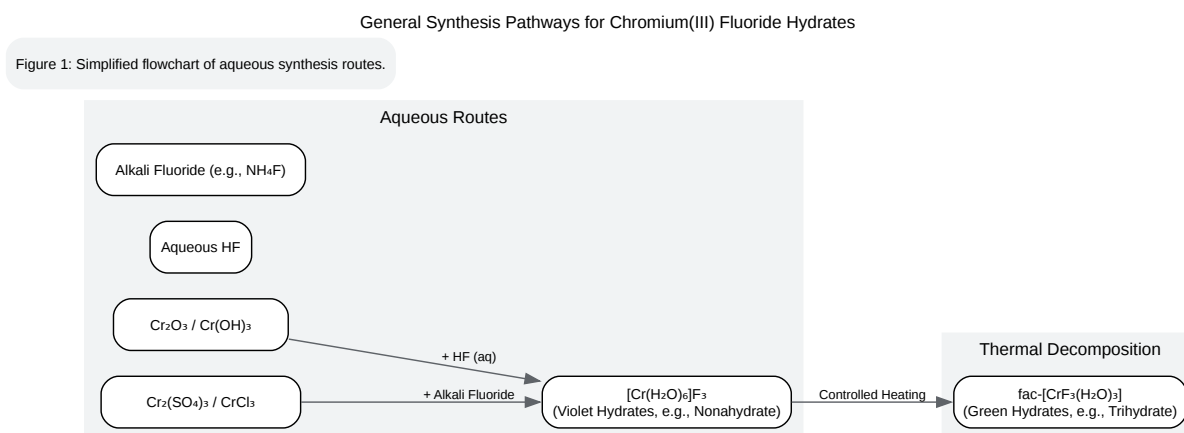 General Synthesis Pathways for Chromium(III) Fluoride Hydrates
Figure 1: Simplified flowchart of aqueous synthesis routes.
Aqueous Routes
Alkali Fluoride (e.g., NH₄F)
Aqueous HF
Cr₂O₃ / Cr(OH)₃
+ HF (aq)
Cr₂(SO₄)₃ / CrCl₃
+ Alkali Fluoride
[Cr(H₂O)₆]F₃
(Violet Hydrates, e.g., Nonahydrate)
Controlled Heating
Thermal Decomposition
fac-[CrF₃(H₂O)₃]
(Green Hydrates, e.g., Trihydrate)